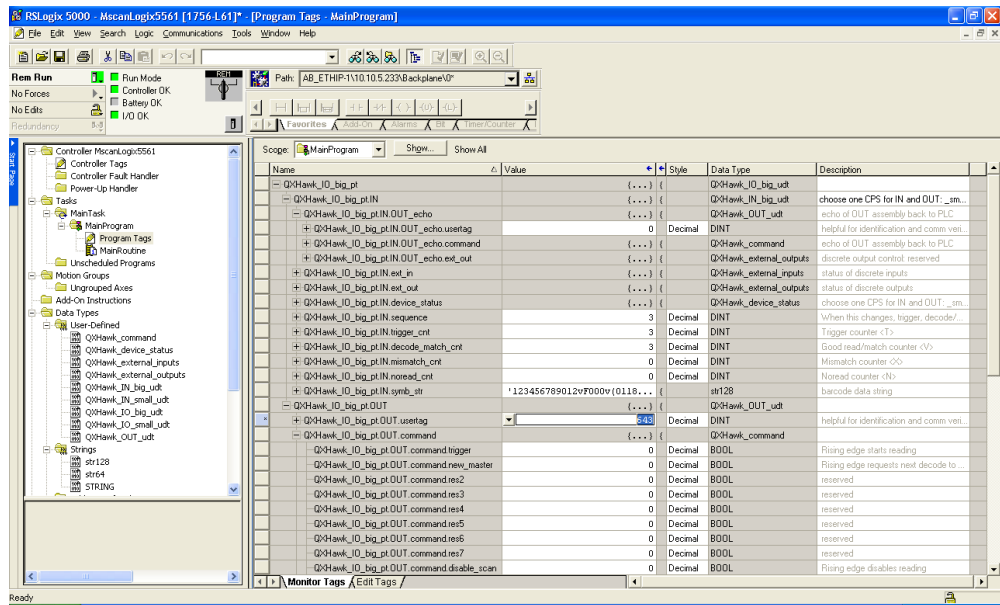 RSLogix 5000 - MscanLogix5561 [1756-L61]* - [Program Tags - MainProgram]
File Edit View Search Logic Communications Tools Window Help
Rem Run Run Mode
No Forces Controller OK
No Edits Battery OK
Redundancy I/O OK
REM
Path: AB_ETHIP-1\10.10.5.233\Backplane\0*
Favorites Add-On Alarms Bit Timer/Counter
Start Page
Controller MscanLogix5561
Controller Tags
Controller Fault Handler
Power-Up Handler
Tasks
MainTask
MainProgram
Program Tags
MainRoutine
Unscheduled Programs
Motion Groups
Ungrouped Axes
Add-On Instructions
Data Types
User-Defined
QXHawk_command
QXHawk_device_status
QXHawk_external_inputs
QXHawk_external_outputs
QXHawk_IN_big_udt
QXHawk_IN_small_udt
QXHawk_IO_big_udt
QXHawk_IO_small_udt
QXHawk_OUT_udt
Strings
str128
str64
STRING
Scope: MainProgram Show... Show All
Name Value Style Data Type Description
QXHawk_IO_big_pt {...} { QXHawk_IO_big_udt
QXHawk_IO_big_pt.IN {...} { QXHawk_IN_big_udt choose one CPS for IN and OUT: _sm...
QXHawk_IO_big_pt.IN.OUT_echo {...} { QXHawk_OUT_udt echo of OUT assembly back to PLC
QXHawk_IO_big_pt.IN.OUT_echo.usertag 0 Decimal DINT helpful for identification and comm veri...
QXHawk_IO_big_pt.IN.OUT_echo.command {...} { QXHawk_command echo of OUT assembly back to PLC
QXHawk_IO_big_pt.IN.OUT_echo.ext_out {...} { QXHawk_external_outputs discrete output control: reserved
QXHawk_IO_big_pt.IN.ext_in {...} { QXHawk_external_inputs status of discrete inputs
QXHawk_IO_big_pt.IN.ext_out {...} { QXHawk_external_outputs status of discrete outputs
QXHawk_IO_big_pt.IN.device_status {...} { QXHawk_device_status choose one CPS for IN and OUT: _sm...
QXHawk_IO_big_pt.IN.sequence 3 Decimal DINT When this changes, trigger, decode/...
QXHawk_IO_big_pt.IN.trigger_cnt 3 Decimal DINT Trigger counter <T>
QXHawk_IO_big_pt.IN.decode_match_cnt 3 Decimal DINT Good read/match counter <V>
QXHawk_IO_big_pt.IN.mismatch_cnt 0 Decimal DINT Mismatch counter <X>
QXHawk_IO_big_pt.IN.noread_cnt 0 Decimal DINT Noread counter <N>
QXHawk_IO_big_pt.IN.symb_str '123456789012▿F000▿(0118... { str128 barcode data string
QXHawk_IO_big_pt.OUT {...} { QXHawk_OUT_udt
QXHawk_IO_big_pt.OUT.usertag 643 Decimal DINT helpful for identification and comm veri...
QXHawk_IO_big_pt.OUT.command {...} { QXHawk_command
QXHawk_IO_big_pt.OUT.command.trigger 0 Decimal BOOL Rising edge starts reading
QXHawk_IO_big_pt.OUT.command.new_master 0 Decimal BOOL Rising edge requests next decode to ...
QXHawk_IO_big_pt.OUT.command.res2 0 Decimal BOOL reserved
QXHawk_IO_big_pt.OUT.command.res3 0 Decimal BOOL reserved
QXHawk_IO_big_pt.OUT.command.res4 0 Decimal BOOL reserved
QXHawk_IO_big_pt.OUT.command.res5 0 Decimal BOOL reserved
QXHawk_IO_big_pt.OUT.command.res6 0 Decimal BOOL reserved
QXHawk_IO_big_pt.OUT.command.res7 0 Decimal BOOL reserved
QXHawk_IO_big_pt.OUT.command.disable_scan 0 Decimal BOOL Rising edge disables reading
Monitor Tags Edit Tags
Ready